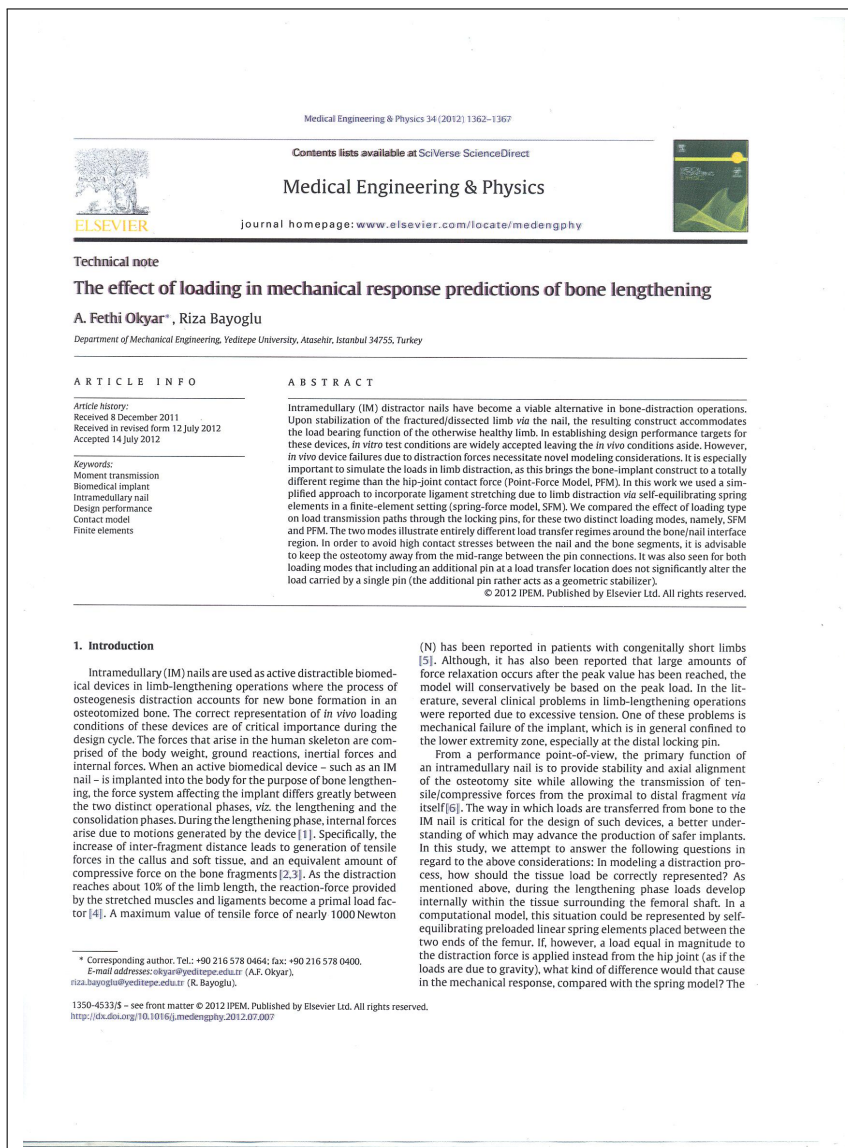 Medical Engineering & Physics 34 (2012) 1362–1367
Contents lists available at SciVerse ScienceDirect
Medical Engineering & Physics
journal homepage: www.elsevier.com/locate/medengphy
ELSEVIER
Technical note
The effect of loading in mechanical response predictions of bone lengthening
A. Fethi Okyar*, Riza Bayoglu
Department of Mechanical Engineering, Yeditepe University, Atasehir, Istanbul 34755, Turkey
ARTICLE INFO
Article history:
Received 8 December 2011
Received in revised form 12 July 2012
Accepted 14 July 2012
Keywords:
Moment transmission
Biomedical implant
Intramedullary nail
Design performance
Contact model
Finite elements
ABSTRACT
Intramedullary (IM) distractor nails have become a viable alternative in bone-distraction operations.
Upon stabilization of the fractured/dissected limb via the nail, the resulting construct accommodates
the load bearing function of the otherwise healthy limb. In establishing design performance targets for
these devices, in vitro test conditions are widely accepted leaving the in vivo conditions aside. However,
in vivo device failures due to distraction forces necessitate novel modeling considerations. It is especially
important to simulate the loads in limb distraction, as this brings the bone-implant construct to a totally
different regime than the hip-joint contact force (Point-Force Model, PFM). In this work we used a sim-
plified approach to incorporate ligament stretching due to limb distraction via self-equilibrating spring
elements in a finite-element setting (spring-force model, SFM). We compared the effect of loading type
on load transmission paths through the locking pins, for these two distinct loading modes, namely, SFM
and PFM. The two modes illustrate entirely different load transfer regimes around the bone/nail interface
region. In order to avoid high contact stresses between the nail and the bone segments, it is advisable
to keep the osteotomy away from the mid-range between the pin connections. It was also seen for both
loading modes that including an additional pin at a load transfer location does not significantly alter the
load carried by a single pin (the additional pin rather acts as a geometric stabilizer).
© 2012 IPEM. Published by Elsevier Ltd. All rights reserved.
1. Introduction
Intramedullary (IM) nails are used as active distractible biomed-
ical devices in limb-lengthening operations where the process of
osteogenesis distraction accounts for new bone formation in an
osteotomized bone. The correct representation of in vivo loading
conditions of these devices are of critical importance during the
design cycle. The forces that arise in the human skeleton are com-
prised of the body weight, ground reactions, inertial forces and
internal forces. When an active biomedical device – such as an IM
nail – is implanted into the body for the purpose of bone lengthen-
ing, the force system affecting the implant differs greatly between
the two distinct operational phases, viz. the lengthening and the
consolidation phases. During the lengthening phase, internal forces
arise due to motions generated by the device [1]. Specifically, the
increase of inter-fragment distance leads to generation of tensile
forces in the callus and soft tissue, and an equivalent amount of
compressive force on the bone fragments [2,3]. As the distraction
reaches about 10% of the limb length, the reaction-force provided
by the stretched muscles and ligaments become a primal load fac-
tor [4]. A maximum value of tensile force of nearly 1000 Newton
* Corresponding author. Tel.: +90 216 578 0464; fax: +90 216 578 0400.
E-mail addresses: okyar@yeditepe.edu.tr (A.F. Okyar),
riza.bayoglu@yeditepe.edu.tr (R. Bayoglu).
(N) has been reported in patients with congenitally short limbs
[5]. Although, it has also been reported that large amounts of
force relaxation occurs after the peak value has been reached, the
model will conservatively be based on the peak load. In the lit-
erature, several clinical problems in limb-lengthening operations
were reported due to excessive tension. One of these problems is
mechanical failure of the implant, which is in general confined to
the lower extremity zone, especially at the distal locking pin.
From a performance point-of-view, the primary function of
an intramedullary nail is to provide stability and axial alignment
of the osteotomy site while allowing the transmission of ten-
sile/compressive forces from the proximal to distal fragment via
itself[6]. The way in which loads are transferred from bone to the
IM nail is critical for the design of such devices, a better under-
standing of which may advance the production of safer implants.
In this study, we attempt to answer the following questions in
regard to the above considerations: In modeling a distraction pro-
cess, how should the tissue load be correctly represented? As
mentioned above, during the lengthening phase loads develop
internally within the tissue surrounding the femoral shaft. In a
computational model, this situation could be represented by self-
equilibrating preloaded linear spring elements placed between the
two ends of the femur. If, however, a load equal in magnitude to
the distraction force is applied instead from the hip joint (as if the
loads are due to gravity), what kind of difference would that cause
in the mechanical response, compared with the spring model? The
1350-4533/$ – see front matter © 2012 IPEM. Published by Elsevier Ltd. All rights reserved.
http://dx.doi.org/10.1016/j.medengphy.2012.07.007